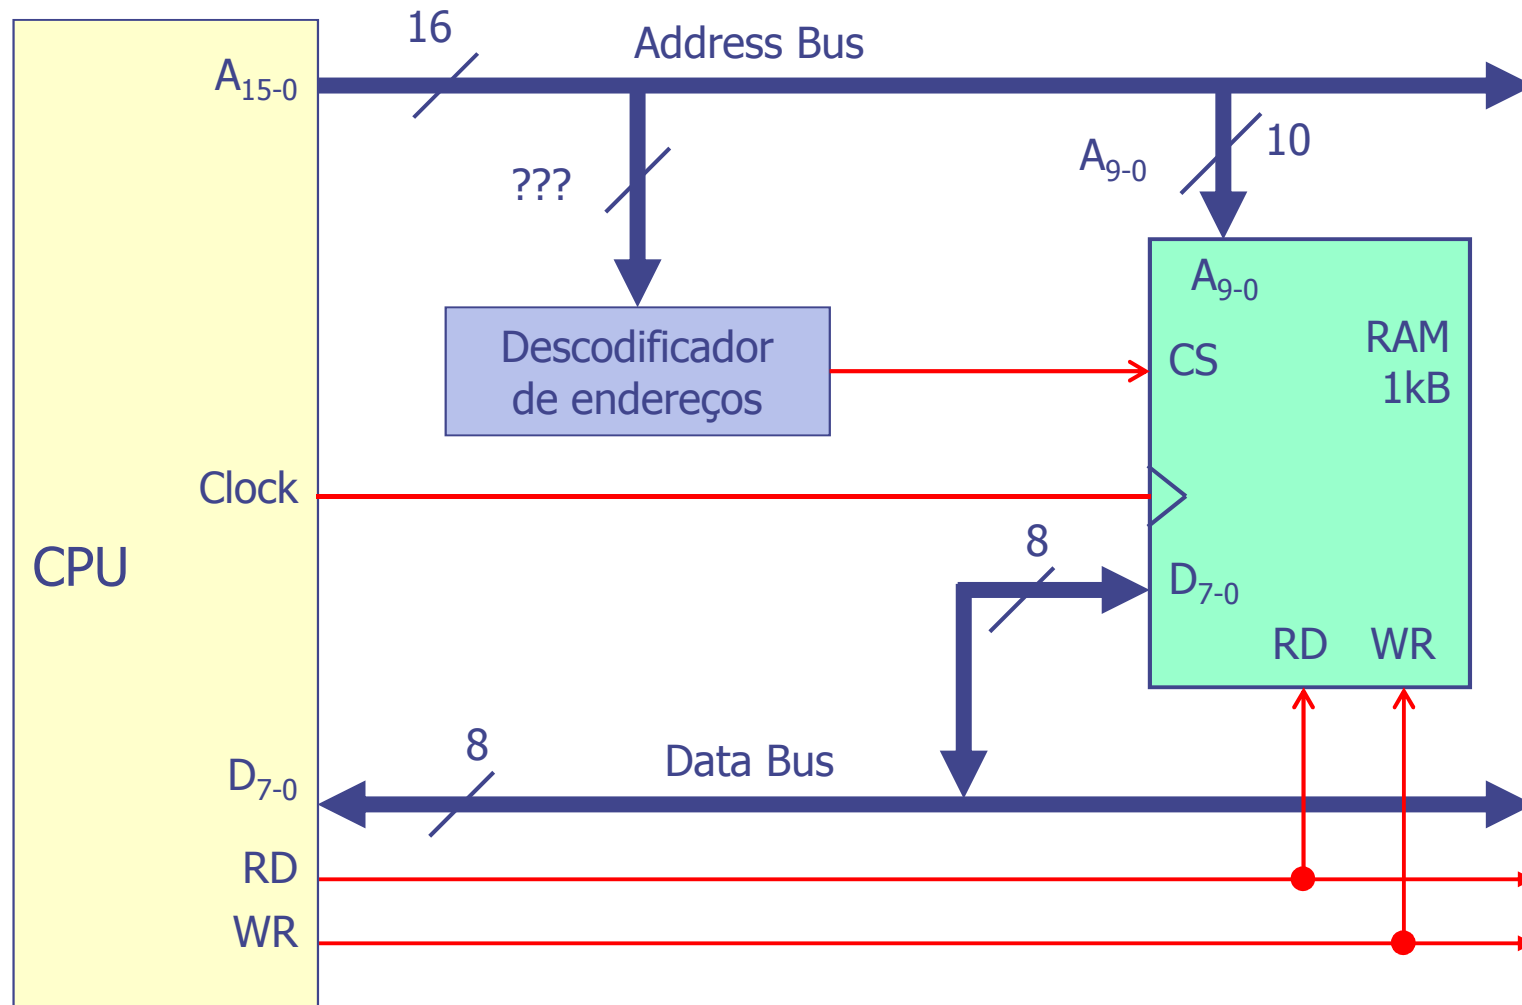 16
Address Bus
A15-0
???
A9-0
10
A9-0
Descodificador
de endereços
CS
RAM
1kB
Clock
CPU
8
D7-0
RD WR
8
Data Bus
D7-0
RD
WR